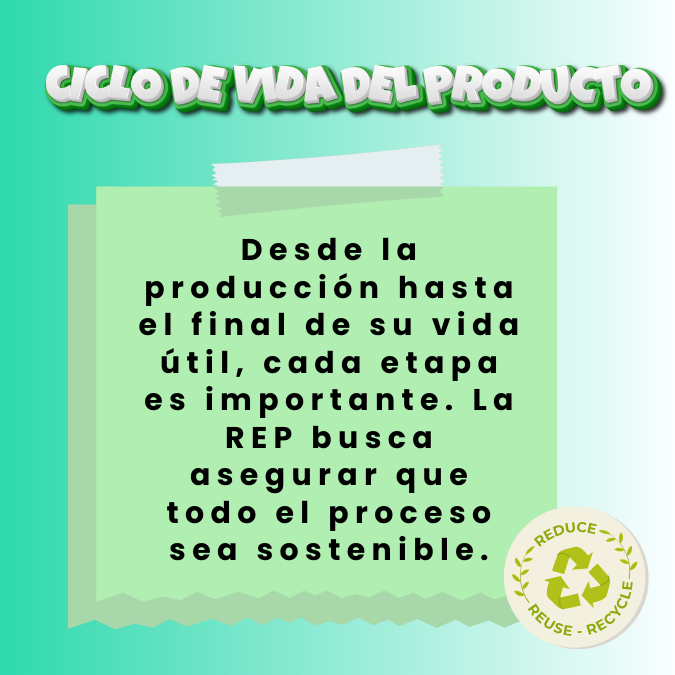 CICLO DE VIDA DEL PRODUCTO
Desde la
producción hasta
el final de su vida
útil, cada etapa
es importante. La
REP busca
asegurar que
todo el proceso
sea sostenible.
REDUCE
REUSE - RECYCLE